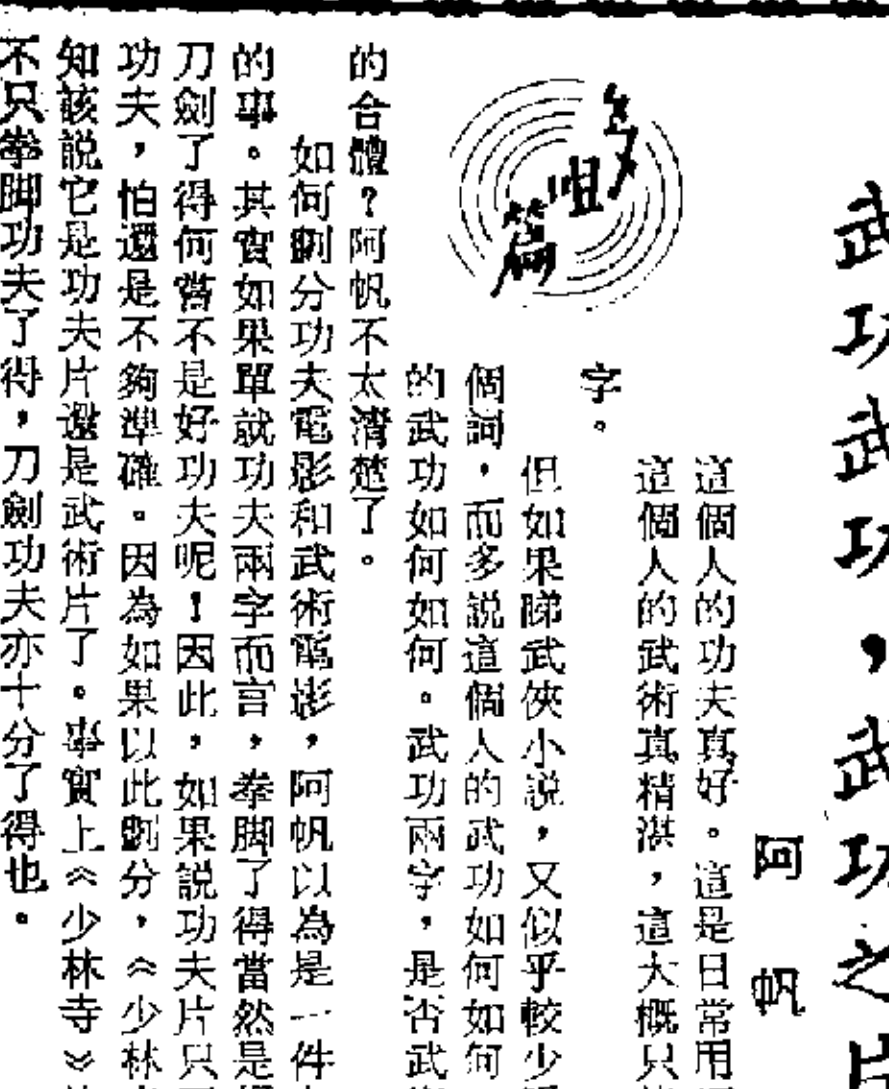 武功武功，武功之片
阿帆
這個人的功夫真好。這是日常用
這個人的武術真精湛，這大概只
字。
但如果睇武俠小說，又似乎較少
個詞，而多說這個人的武功如何如何
的武功如何如何。武功兩字，是否武
多咀篇
的合體？阿帆不太清楚了。
如何劃分功夫電影和武術電影，阿帆以為是一件
的事。其實如果單就功夫兩字而言，拳脚了得當然是
刀劍了得何嘗不是好功夫呢！因此，如果說功夫片只
功夫，怕還是不夠準確。因為如果以此劃分，《少林
知該說它是功夫片還是武術片了。事實上《少林寺》
不只拳脚功夫了得，刀劍功夫亦十分了得也。